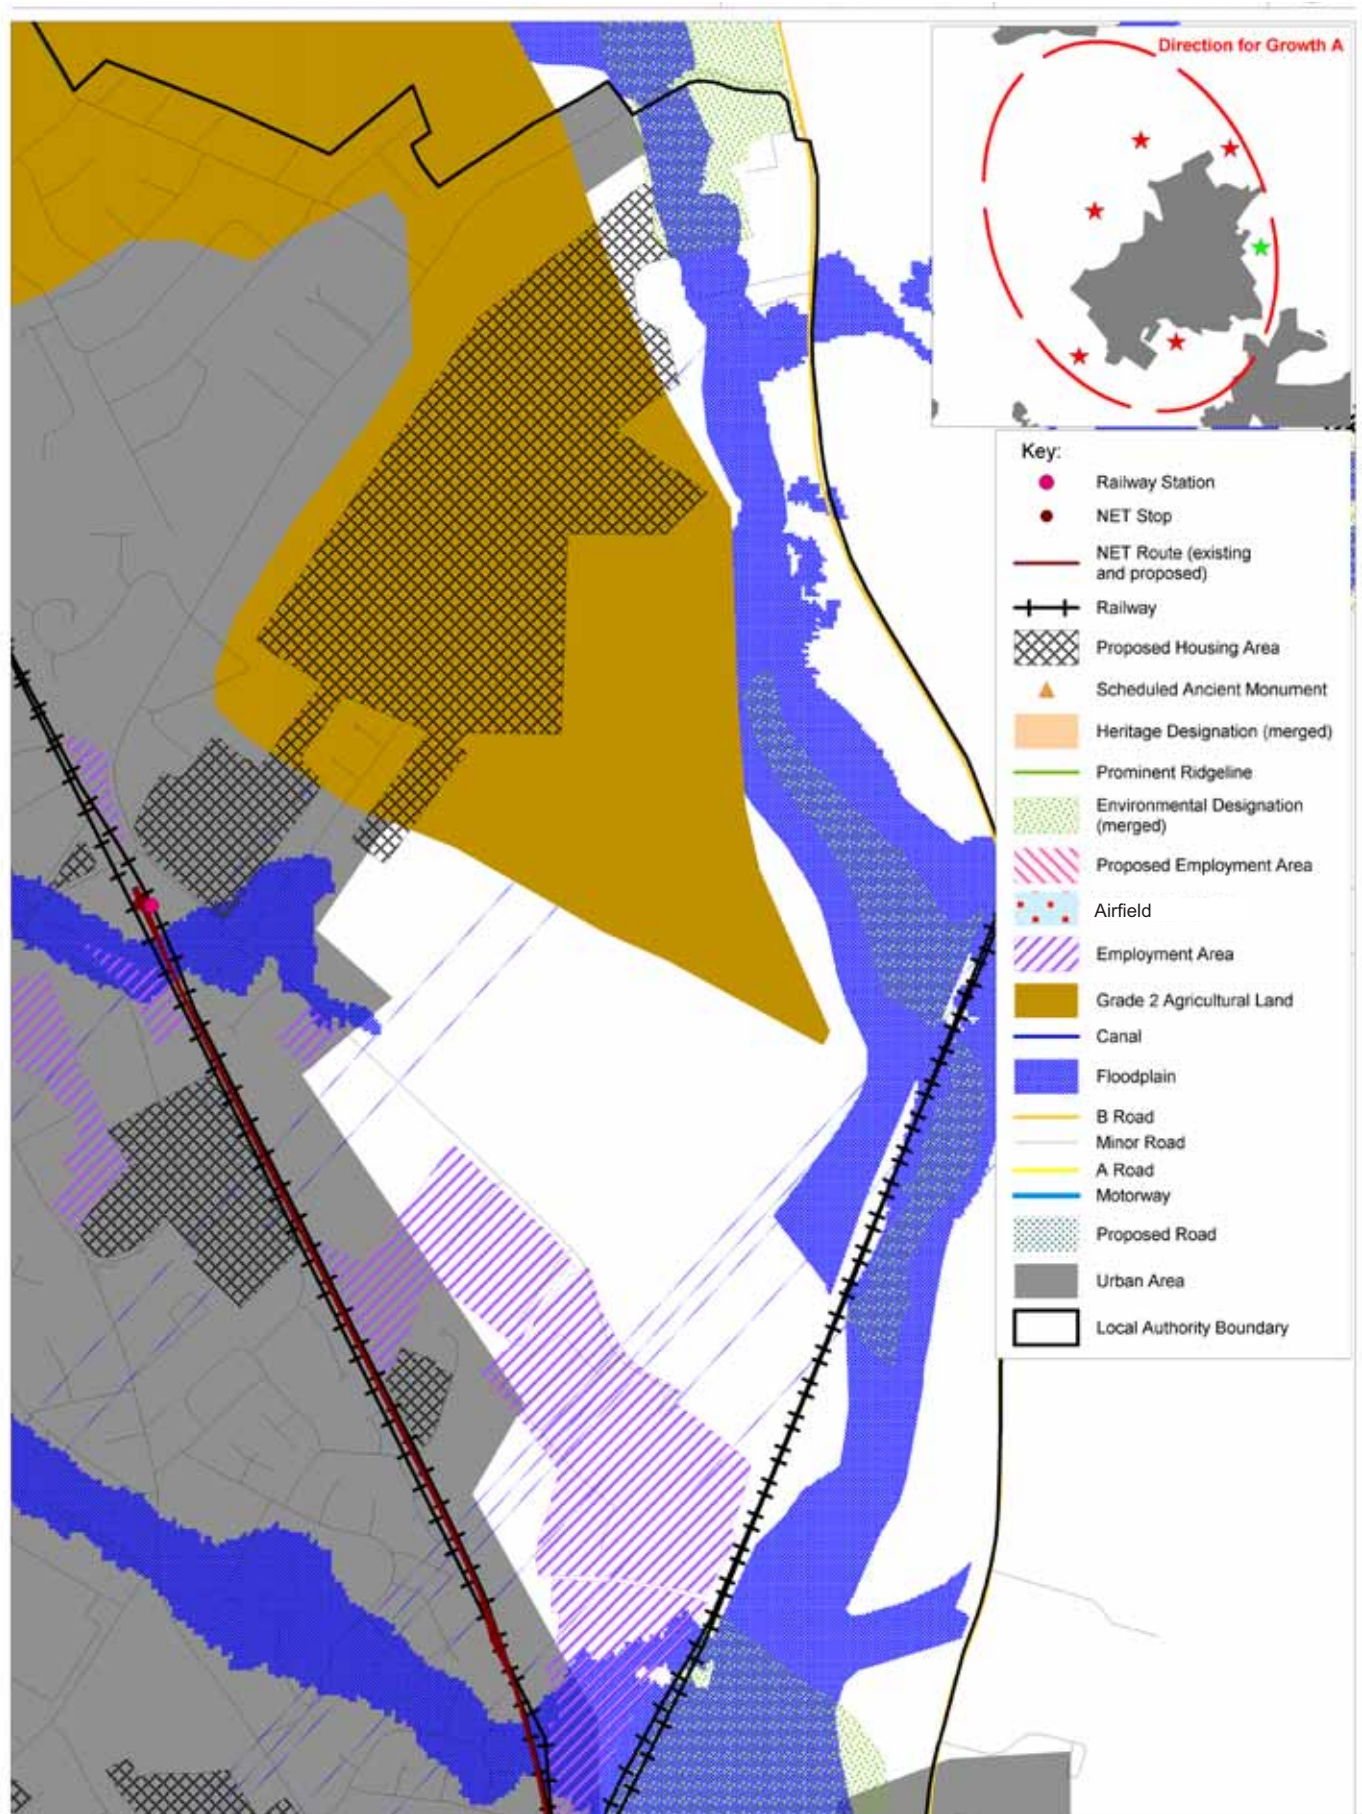 Direction for Growth A
Key:
Railway Station
NET Stop
NET Route (existing
and proposed)
Railway
Proposed Housing Area
Scheduled Ancient Monument
Heritage Designation (merged)
Prominent Ridgeline
Environmental Designation
(merged)
Proposed Employment Area
Airfield
Employment Area
Grade 2 Agricultural Land
Canal
Floodplain
B Road
Minor Road
A Road
Motorway
Proposed Road
Urban Area
Local Authority Boundary